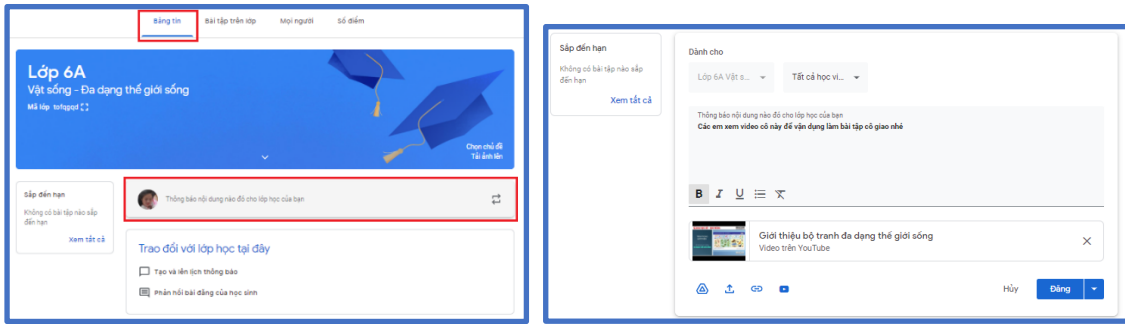 Bảng tin Bài tập trên lớp Mọi người Số điểm
Lớp 6A
Vật sống - Đa dạng thế giới sống
Mã lớp tofqgqd
Chọn chủ đề
Tải ảnh lên
Sắp đến hạn
Không có bài tập nào sắp
đến hạn
Xem tất cả
Thông báo nội dung nào đó cho lớp học của bạn
Trao đổi với lớp học tại đây
Tạo và lên lịch thông báo
Phản hồi bài đăng của học sinh
Sắp đến hạn
Không có bài tập nào sắp
đến hạn
Xem tất cả
Dành cho
Lớp 6A Vật s... Tất cả học vi...
Thông báo nội dung nào đó cho lớp học của bạn
Các em xem video cô này để vận dụng làm bài tập cô giao nhé
B I U
Giới thiệu bộ tranh đa dạng thế giới sống
Video trên YouTube
Hủy Đăng